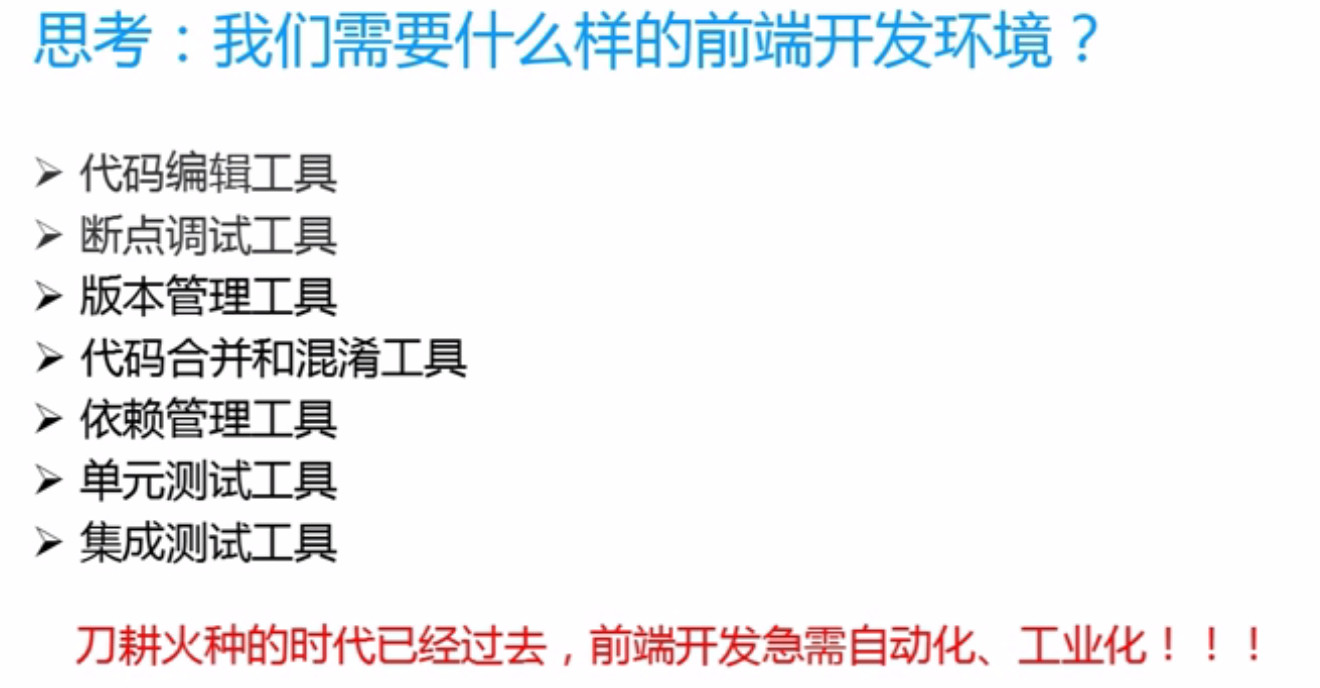 思考：我们需要什么样的前端开发环境？
➢ 代码编辑工具
➢ 断点调试工具
➢ 版本管理工具
➢ 代码合并和混淆工具
➢ 依赖管理工具
➢ 单元测试工具
➢ 集成测试工具
刀耕火种的时代已经过去，前端开发急需自动化、工业化！！！